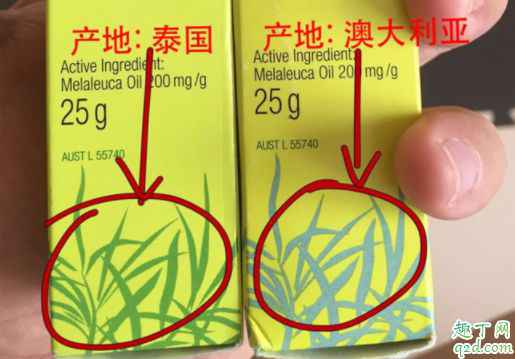 产地：泰国
产地：澳大利亚
Active Ingredient:
Melaleuca Oil 200 mg/g
25 g
AUST L 55740
Active Ingredient:
Melaleuca Oil 200 mg/g
25 g
AUST L 55740
趣丁网
q2d.com